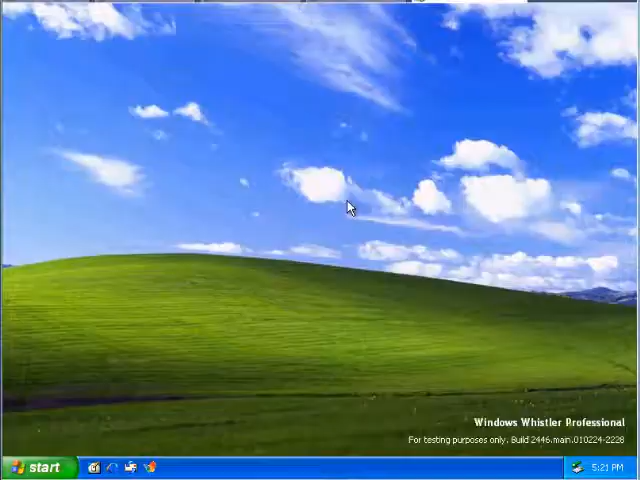 Windows Whistler Professional
For testing purposes only. Build 2446.main.010224-2228
start
5:21 PM